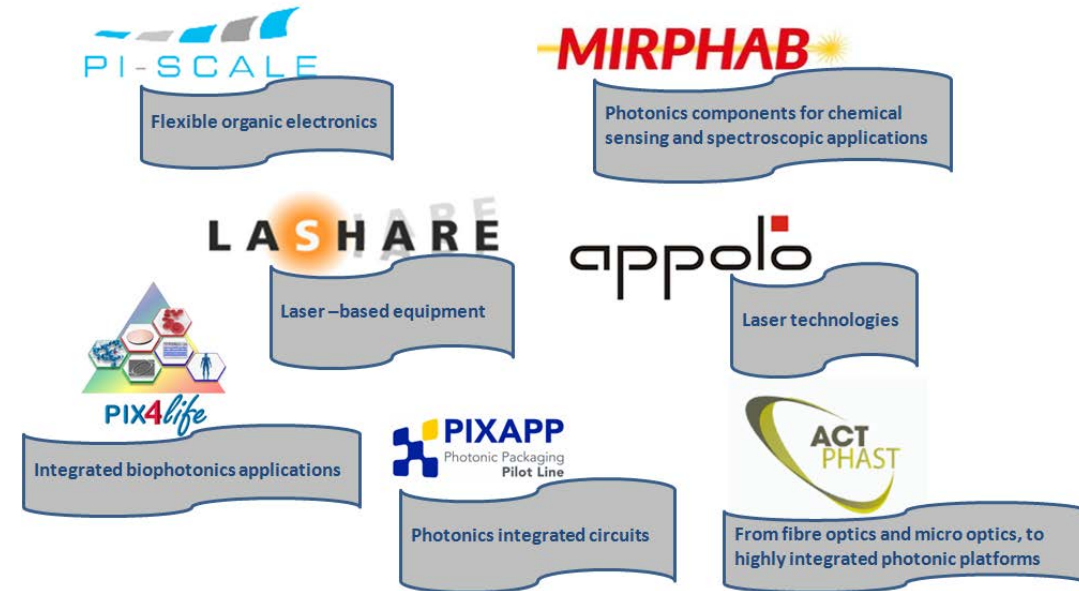 PI-SCALE
Flexible organic electronics
MIRPHAB
Photonics components for chemical
sensing and spectroscopic applications
LASHARE
Laser –based equipment
appolo
Laser technologies
PIX4life
Integrated biophotonics applications
PIXAPP
Photonic Packaging
Pilot Line
Photonics integrated circuits
ACT
PHAST
From fibre optics and micro optics, to
highly integrated photonic platforms